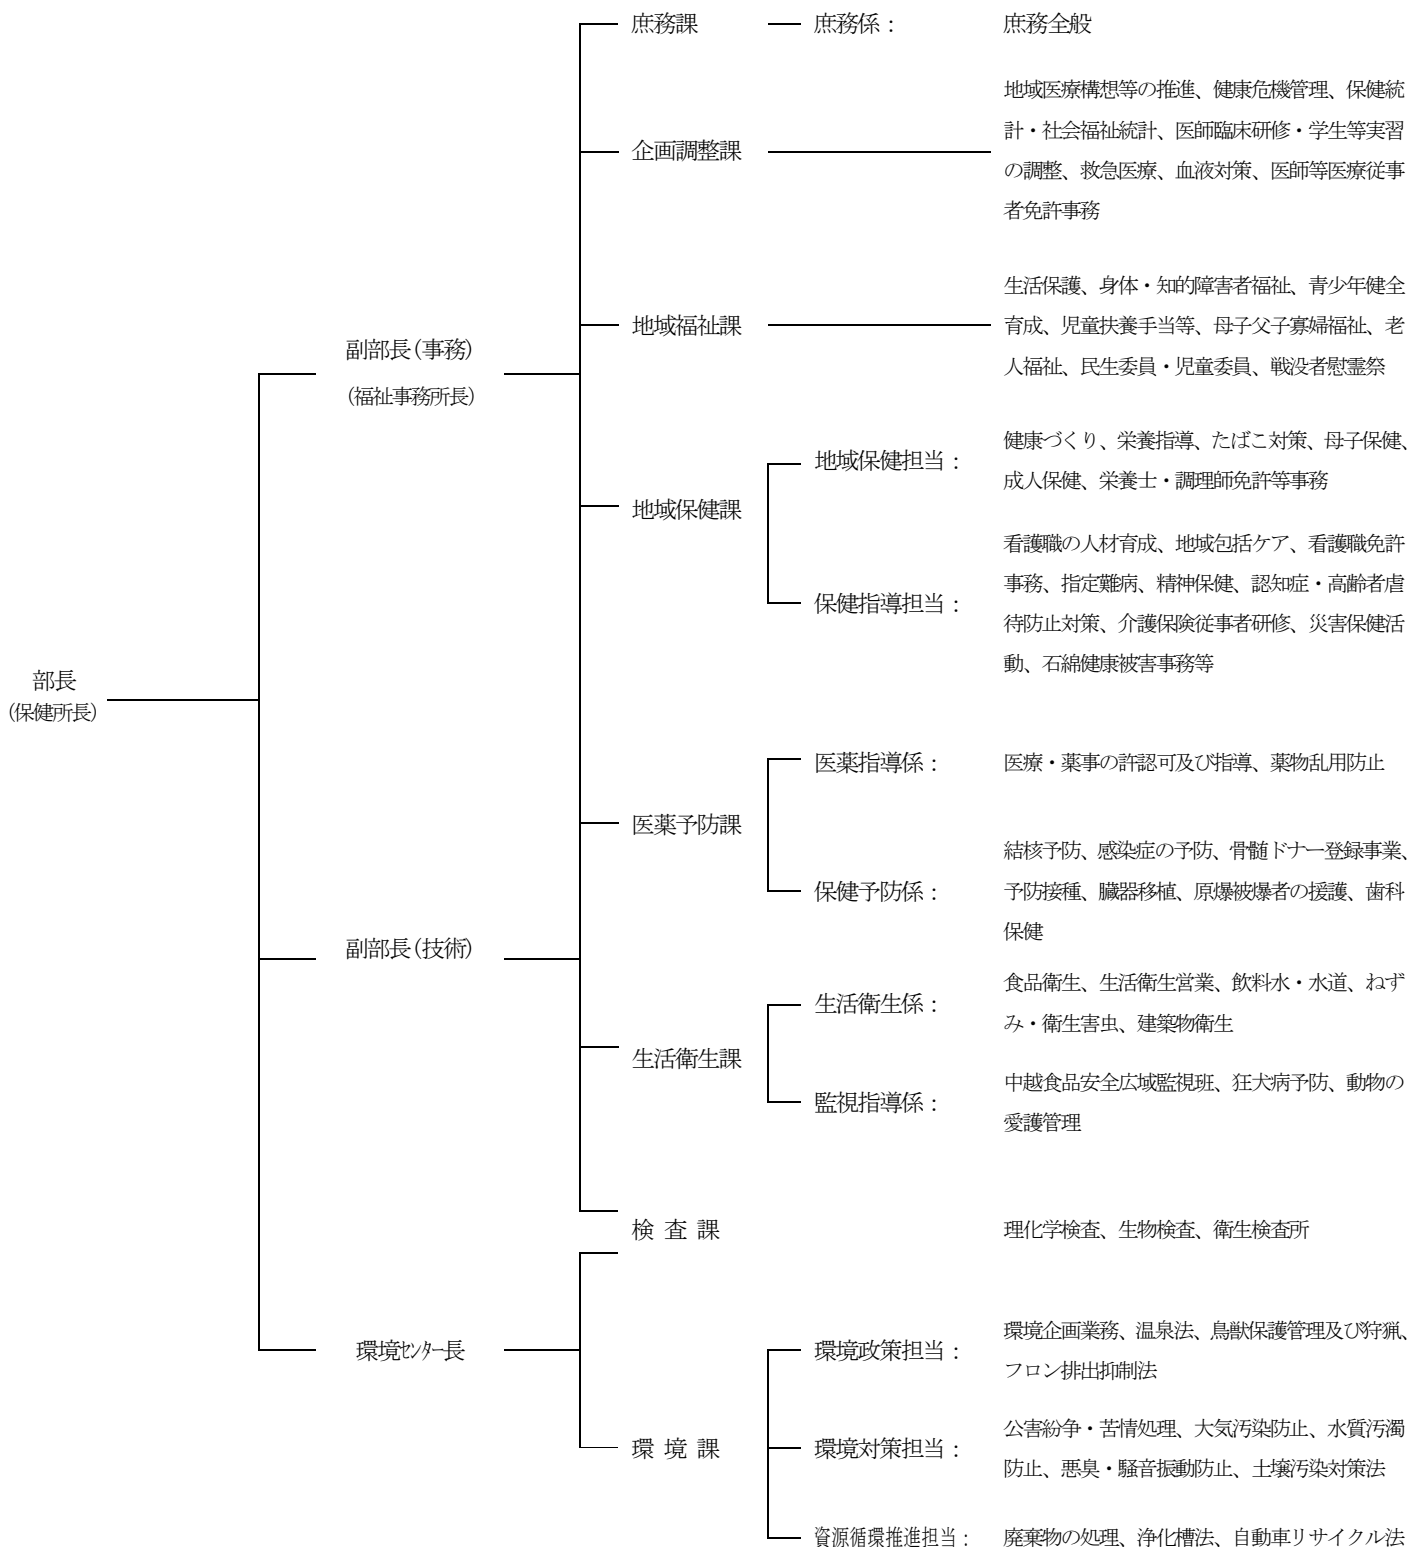 庶務課 庶務係： 庶務全般
企画調整課
地域医療構想等の推進、健康危機管理、保健統
計・社会福祉統計、医師臨床研修・学生等実習
の調整、救急医療、血液対策、医師等医療従事
者免許事務
地域福祉課
生活保護、身体・知的障害者福祉、青少年健全
育成、児童扶養手当等、母子父子寡婦福祉、老
人福祉、民生委員・児童委員、戦没者慰霊祭
副部長（事務）
（福祉事務所長）
地域保健課
地域保健担当：
健康づくり、栄養指導、たばこ対策、母子保健、
成人保健、栄養士・調理師免許等事務
保健指導担当：
看護職の人材育成、地域包括ケア、看護職免許
事務、指定難病、精神保健、認知症・高齢者虐
待防止対策、介護保険従事者研修、災害保健活
動、石綿健康被害事務等
部長
（保健所長）
医薬予防課
医薬指導係： 医療・薬事の許認可及び指導、薬物乱用防止
保健予防係：
結核予防、感染症の予防、骨髄ドナー登録事業、
予防接種、臓器移植、原爆被爆者の援護、歯科
保健
副部長（技術）
生活衛生課
生活衛生係：
食品衛生、生活衛生営業、飲料水・水道、ねず
み・衛生害虫、建築物衛生
監視指導係：
中越食品安全広域監視班、狂犬病予防、動物の
愛護管理
検 査 課 理化学検査、生物検査、衛生検査所
環境ｾﾝﾀｰ長
環 境 課
環境政策担当：
環境企画業務、温泉法、鳥獣保護管理及び狩猟、
フロン排出抑制法
環境対策担当：
公害紛争・苦情処理、大気汚染防止、水質汚濁
防止、悪臭・騒音振動防止、土壌汚染対策法
資源循環推進担当： 廃棄物の処理、浄化槽法、自動車リサイクル法